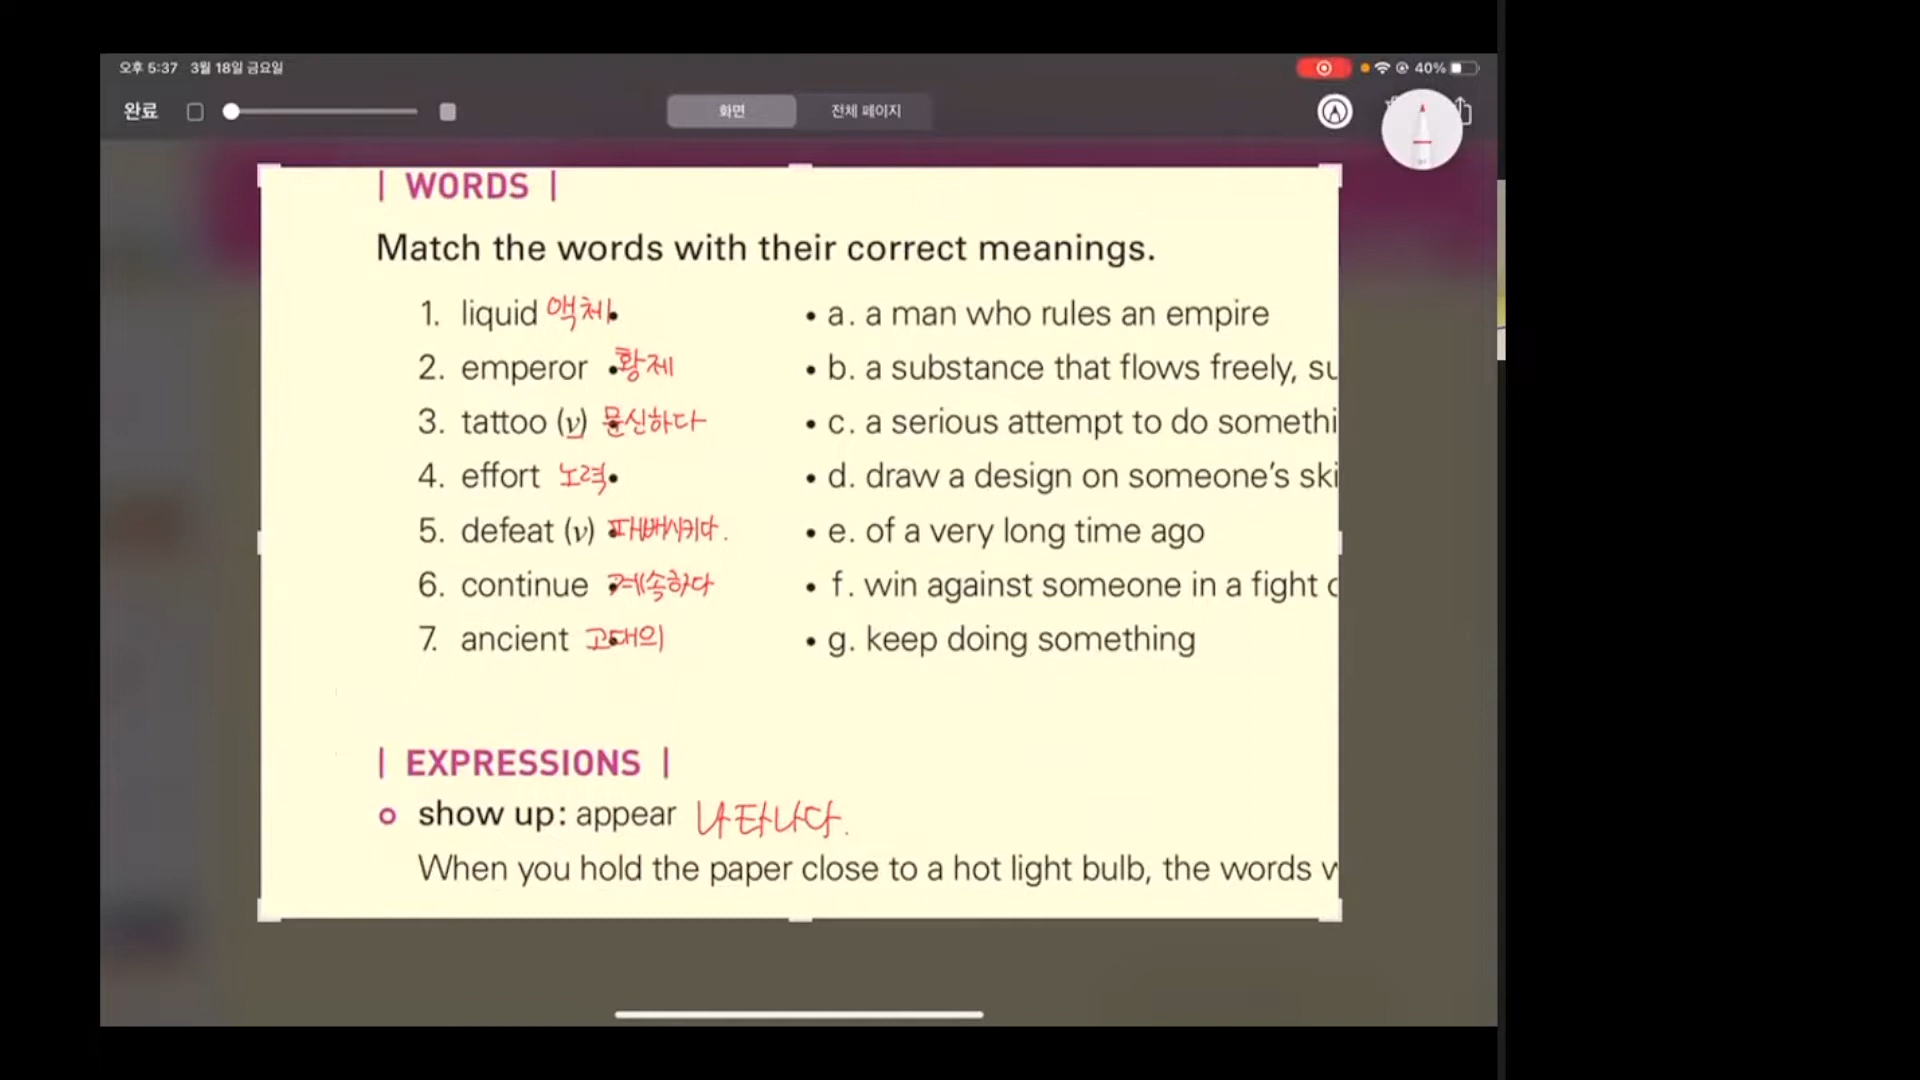 오후 5:37 3월 18일 금요일
40%
완료
화면
전체 페이지
| WORDS |
Match the words with their correct meanings.
1. liquid 액체 • • a. a man who rules an empire
2. emperor • 황제 • b. a substance that flows freely, su
3. tattoo (v) • 문신하다 • c. a serious attempt to do somethi
4. effort 노력 • • d. draw a design on someone's ski
5. defeat (v) • 패배시키다. • e. of a very long time ago
6. continue • 계속하다 • f. win against someone in a fight o
7. ancient 고대의 • g. keep doing something
| EXPRESSIONS |
show up: appear 나타나다.
When you hold the paper close to a hot light bulb, the words w